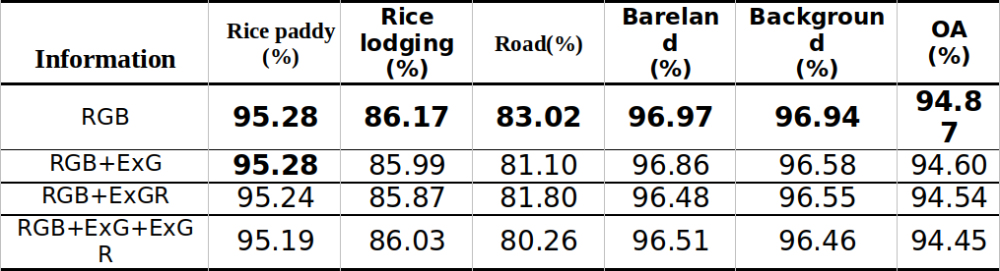 Information Rice paddy (%) Rice lodging (%) Road(%) Barelan d (%) Backgroun d (%) OA (%)
RGB 95.28 86.17 83.02 96.97 96.94 94.8 7
RGB+ExG 95.28 85.99 81.10 96.86 96.58 94.60
RGB+ExGR 95.24 85.87 81.80 96.48 96.55 94.54
RGB+ExG+ExG R 95.19 86.03 80.26 96.51 96.46 94.45